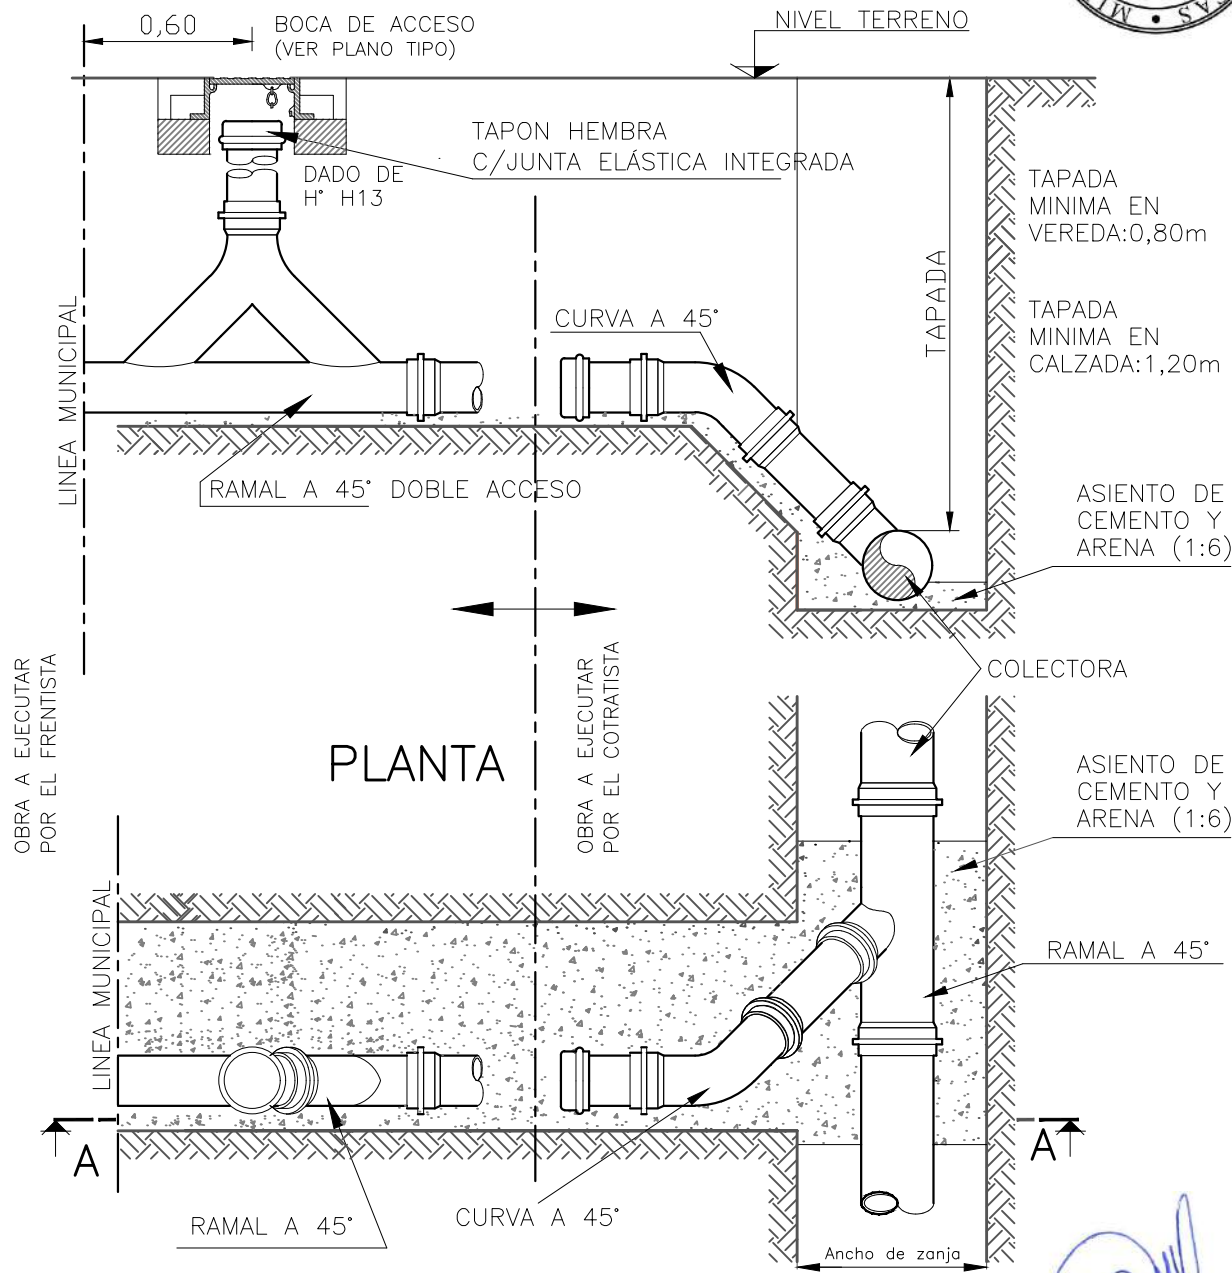 0,60
BOCA DE ACCESO
(VER PLANO TIPO)
NIVEL TERRENO
TAPON HEMBRA
C/JUNTA ELÁSTICA INTEGRADA
DADO DE
H° H13
TAPADA
MINIMA EN
VEREDA:0,80m
TAPADA
MINIMA EN
CALZADA:1,20m
TAPADA
CURVA A 45°
LINEA MUNICIPAL
RAMAL A 45° DOBLE ACCESO
ASIENTO DE
CEMENTO Y
ARENA (1:6)
COLECTORA
OBRA A EJECUTAR
POR EL FRENTISTA
OBRA A EJECUTAR
POR EL COTRATISTA
PLANTA
ASIENTO DE
CEMENTO Y
ARENA (1:6)
LINEA MUNICIPAL
RAMAL A 45°
A
A
RAMAL A 45°
CURVA A 45°
Ancho de zanja